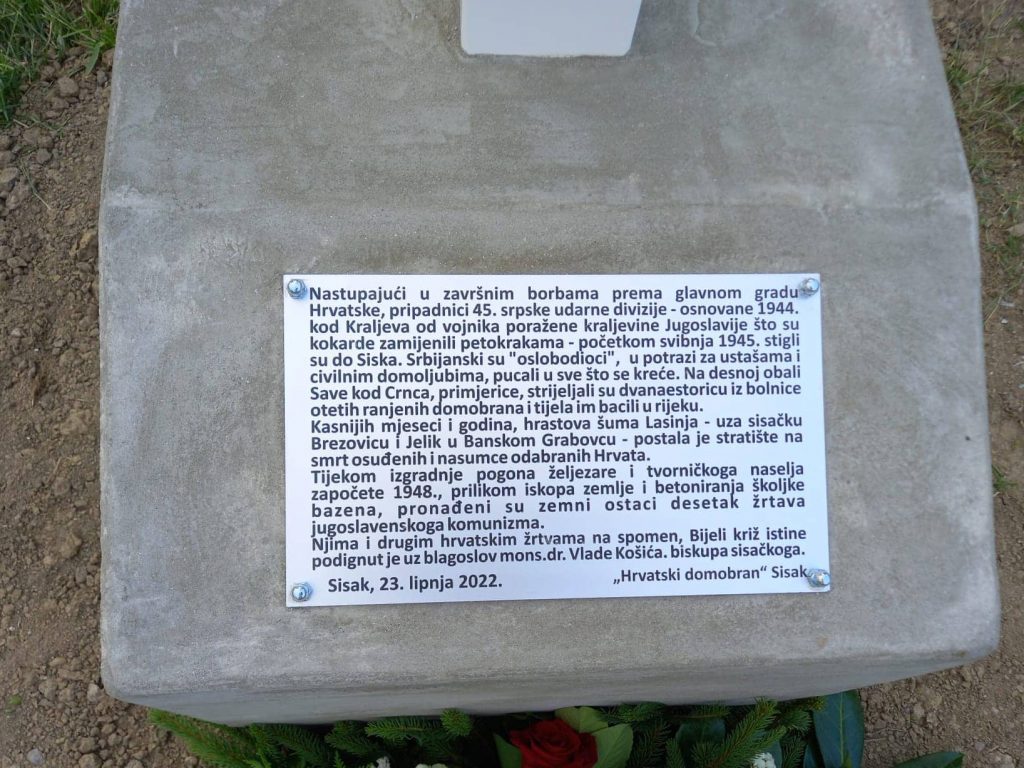 Nastupajući u završnim borbama prema glavnom gradu
Hrvatske, pripadnici 45. srpske udarne divizije - osnovane 1944.
kod Kraljeva od vojnika poražene kraljevine Jugoslavije što su
kokarde zamijenili petokrakama - početkom svibnja 1945. stigli
su do Siska. Srbijanski su "oslobodioci", u potrazi za ustašama i
civilnim domoljubima, pucali u sve što se kreće. Na desnoj obali
Save kod Crnca, primjerice, strijeljali su dvanaestoricu iz bolnice
otetih ranjenih domobrana i tijela im bacili u rijeku.
Kasnijih mjeseci i godina, hrastova šuma Lasinja - uza sisačku
Brezovicu i Jelik u Banskom Grabovcu - postala je stratište na
smrt osuđenih i nasumce odabranih Hrvata.
Tijekom izgradnje pogona željezare i tvorničkoga naselja
započete 1948., prilikom iskopa zemlje i betoniranja školjke
bazena, pronađeni su zemni ostaci desetak žrtava
jugoslavenskoga komunizma.
Njima i drugim hrvatskim žrtvama na spomen, Bijeli križ istine
podignut je uz blagoslov mons.dr. Vlade Košića. biskupa sisačkoga.
Sisak, 23. lipnja 2022. „Hrvatski domobran“ Sisak